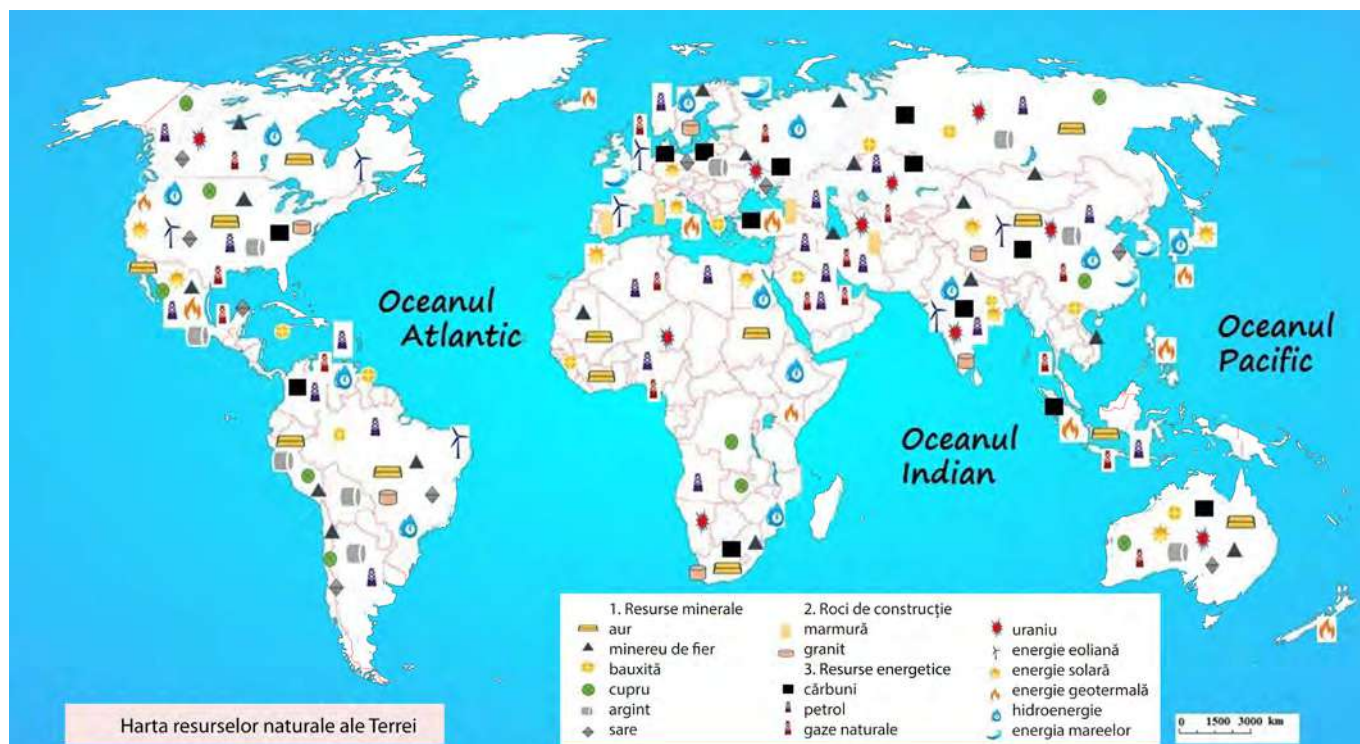 Oceanul
Atlantic
Oceanul
Pacific
Oceanul
Indian
1. Resurse minerale
aur
minereu de fier
bauxită
cupru
argint
sare
2. Roci de construcție
marmură
granit
3. Resurse energetice
cărbuni
petrol
gaze naturale
uraniu
energie eoliană
energie solară
energie geotermală
hidroenergie
energia mareelor
0 1500 3000 km
Harta resurselor naturale ale Terrei